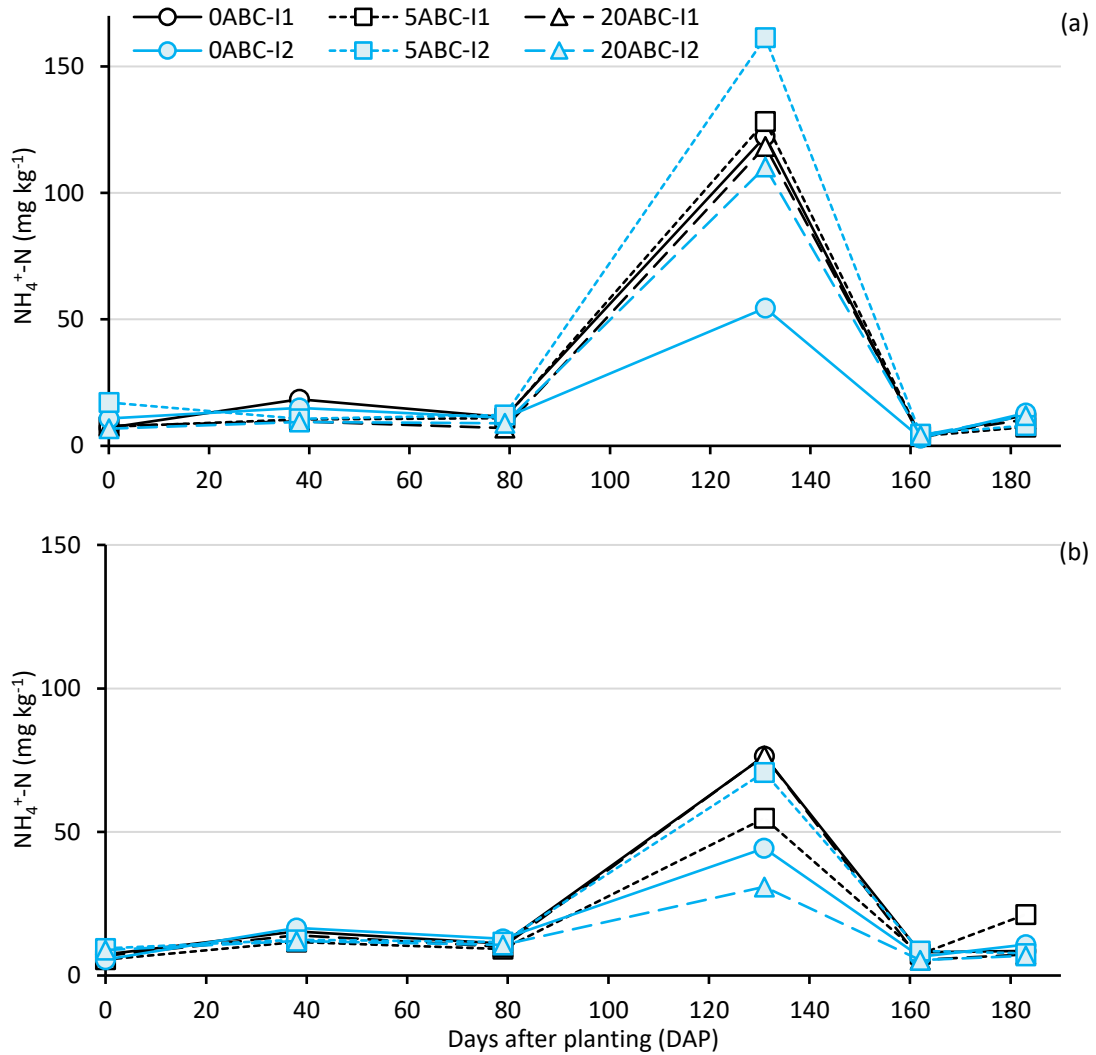 0ABC-I1 5ABC-I1 20ABC-I1 (a)
0ABC-I2 5ABC-I2 20ABC-I2
150
100
50
0
NH₄⁺-N (mg kg⁻¹)
0 20 40 60 80 100 120 140 160 180
150 (b)
100
50
0
NH₄⁺-N (mg kg⁻¹)
0 20 40 60 80 100 120 140 160 180
Days after planting (DAP)